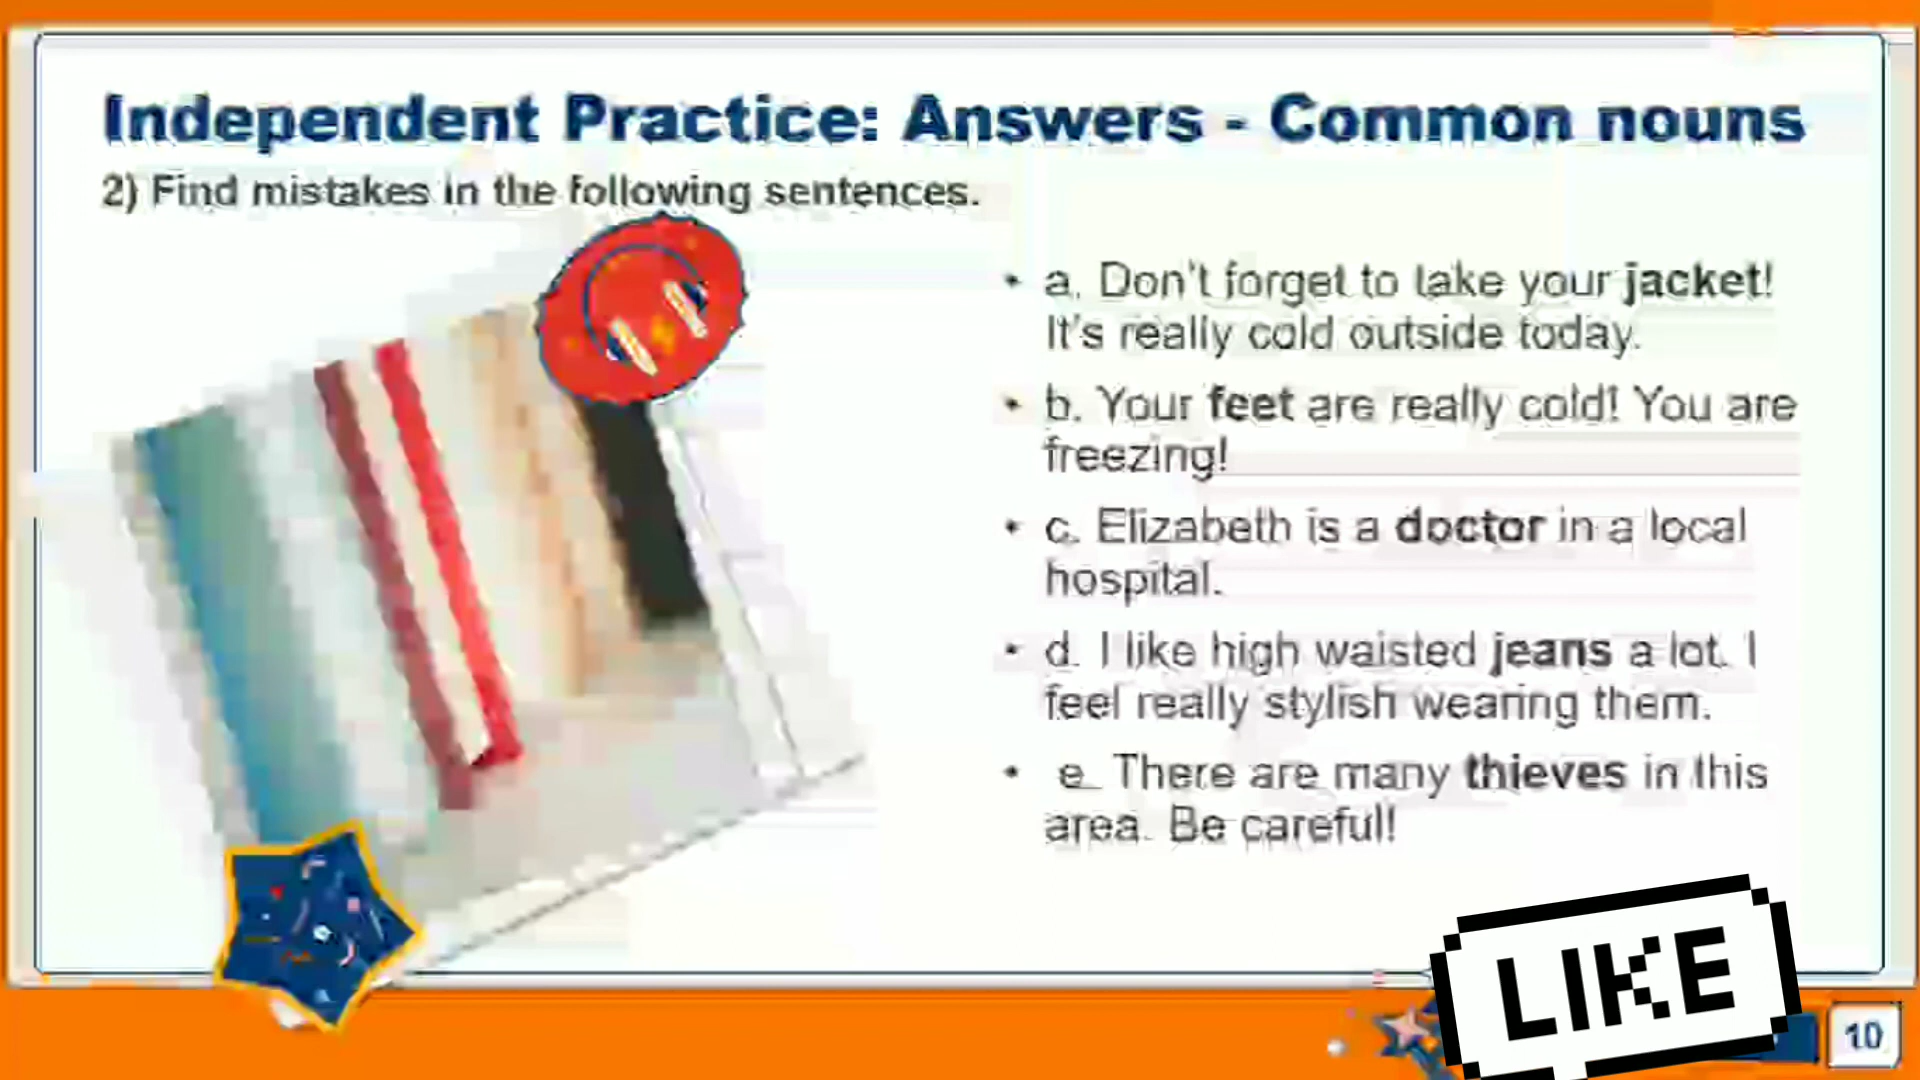 Independent Practice: Answers - Common nouns
2) Find mistakes in the following sentences.
• a. Don't forget to take your jacket!
It's really cold outside today.
• b. Your feet are really cold! You are
freezing!
• c. Elizabeth is a doctor in a local
hospital.
• d. I like high waisted jeans a lot. I
feel really stylish wearing them.
• e. There are many thieves in this
area. Be careful!
LIKE
10